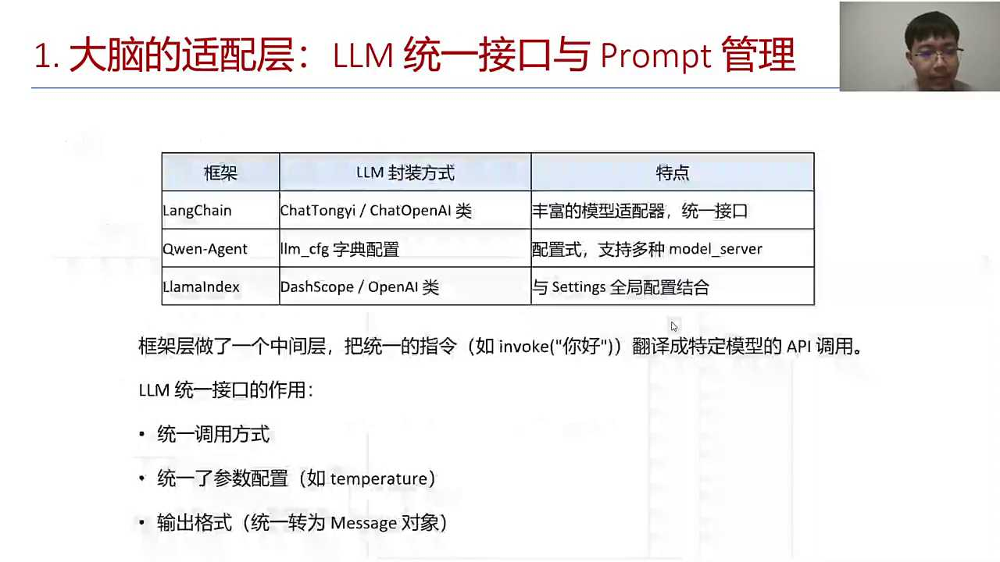 1. 大脑的适配层：LLM 统一接口与 Prompt 管理
框架 LLM 封装方式 特点
LangChain ChatTongyi / ChatOpenAI 类 丰富的模型适配器，统一接口
Qwen-Agent llm_cfg 字典配置 配置式，支持多种 model_server
LlamaIndex DashScope / OpenAI 类 与 Settings 全局配置结合
框架层做了一个中间层，把统一的指令（如 invoke("你好")）翻译成特定模型的 API 调用。
LLM 统一接口的作用：
• 统一调用方式
• 统一了参数配置（如 temperature）
• 输出格式（统一转为 Message 对象）